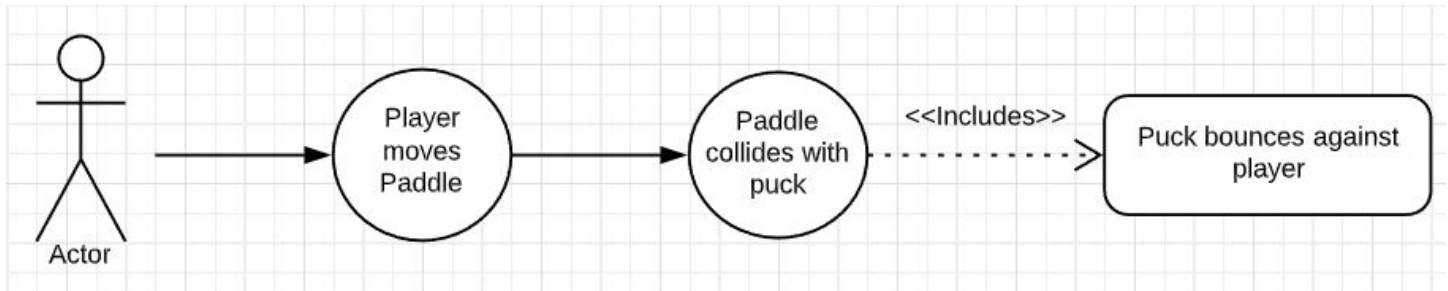 Actor
Player
moves
Paddle
Paddle
collides with
puck
<<Includes>>
Puck bounces against
player